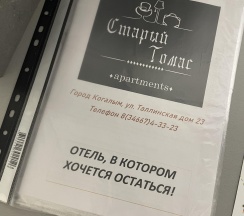 Старый
Томас
apartments
Город Когалым, ул. Таллинская дом 23
Телефон 8(34667)4-33-23
ОТЕЛЬ, В КОТОРОМ
ХОЧЕТСЯ ОСТАТЬСЯ!